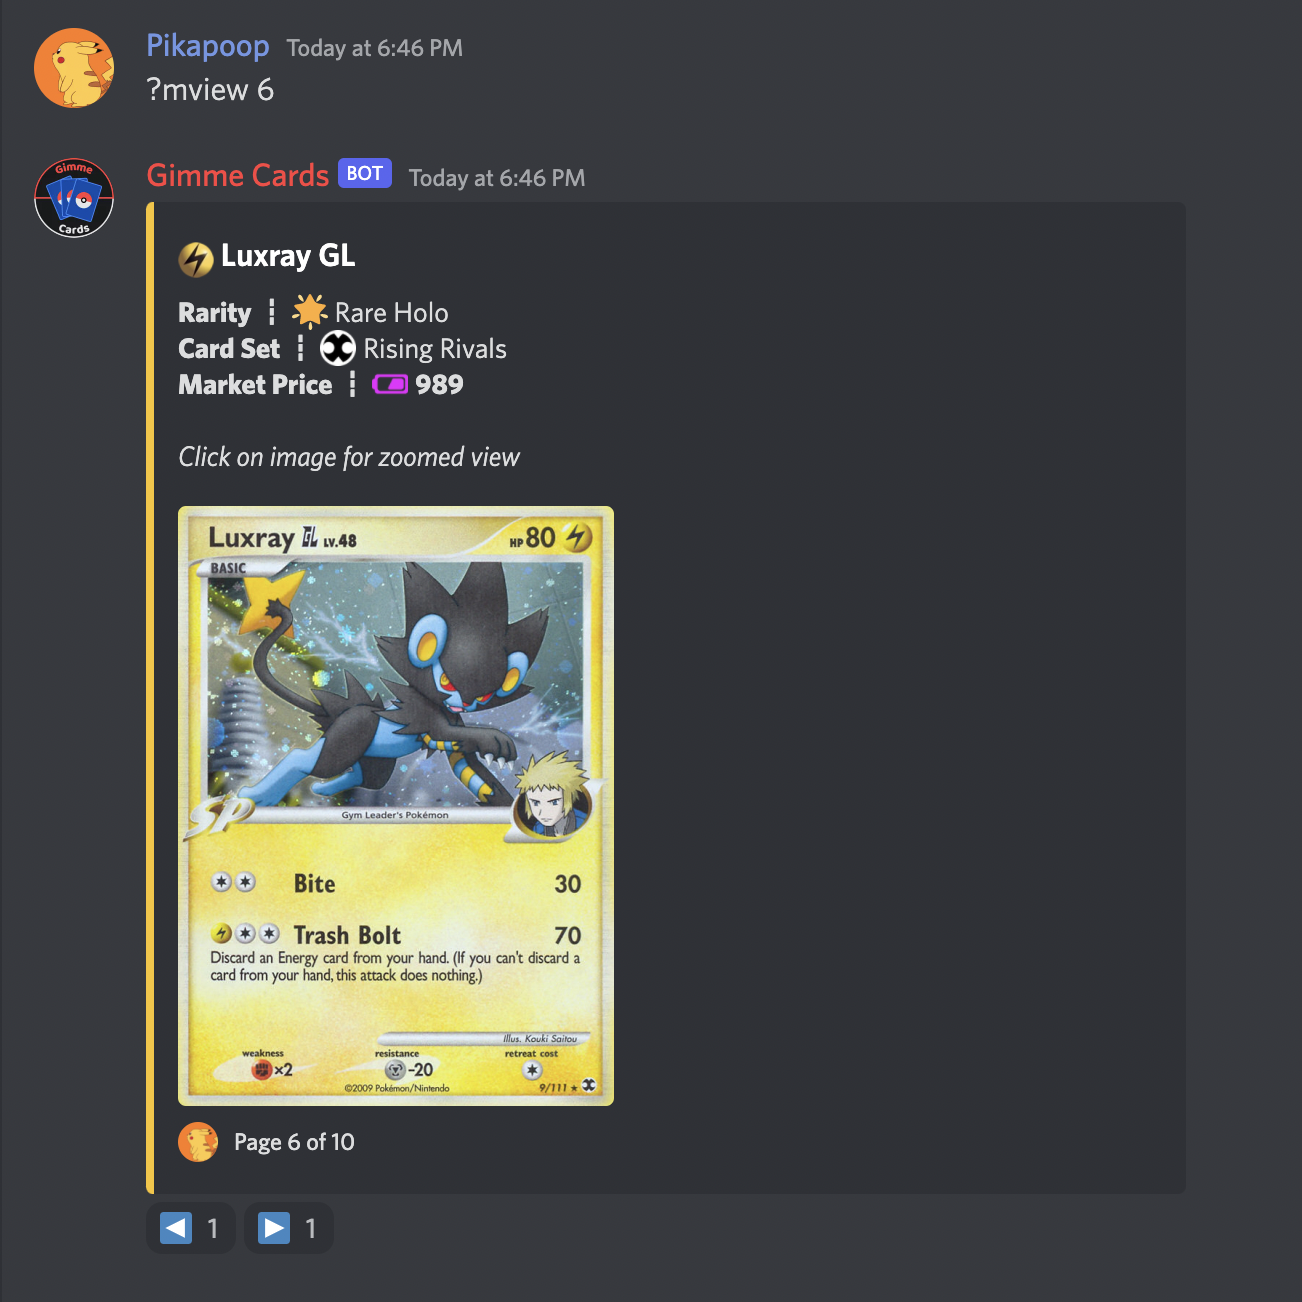 Pikapoop Today at 6:46 PM
?mview 6
Gimme
Cards
Gimme Cards BOT Today at 6:46 PM
Luxray GL
Rarity ┋ Rare Holo
Card Set ┋ Rising Rivals
Market Price ┋ 989
Click on image for zoomed view
Luxray GL LV.48 HP 80
BASIC
SP
Gym Leader's Pokémon
Bite 30
Trash Bolt 70
Discard an Energy card from your hand. (If you can't discard a
card from your hand, this attack does nothing.)
Illus. Kouki Saitou
weakness resistance retreat cost
×2 -20
©2009 Pokémon/Nintendo 9/111 ★
Page 6 of 10
1 1